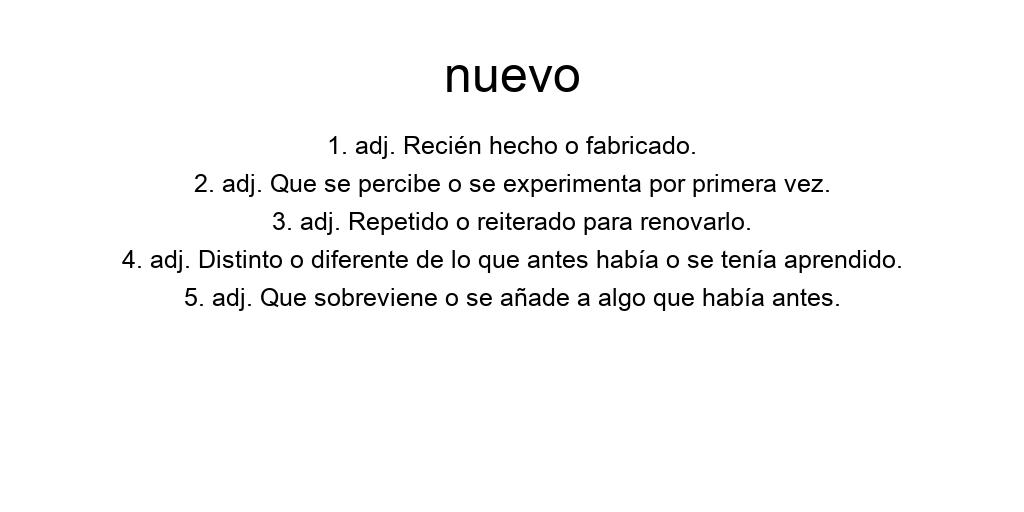 nuevo
1. adj. Recién hecho o fabricado.
2. adj. Que se percibe o se experimenta por primera vez.
3. adj. Repetido o reiterado para renovarlo.
4. adj. Distinto o diferente de lo que antes había o se tenía aprendido.
5. adj. Que sobreviene o se añade a algo que había antes.